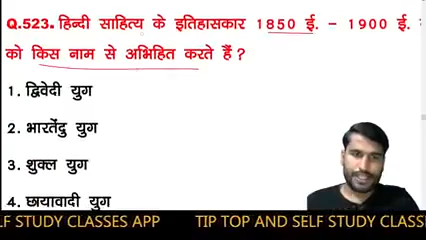 Q.523. हिन्दी साहित्य के इतिहासकार 1850 ई. – 1900 ई.
को किस नाम से अभिहित करते हैं ?
1. द्विवेदी युग
2. भारतेंदु युग
3. शुक्ल युग
4. छायावादी युग
LF STUDY CLASSES APP TIP TOP AND SELF STUDY CLASS